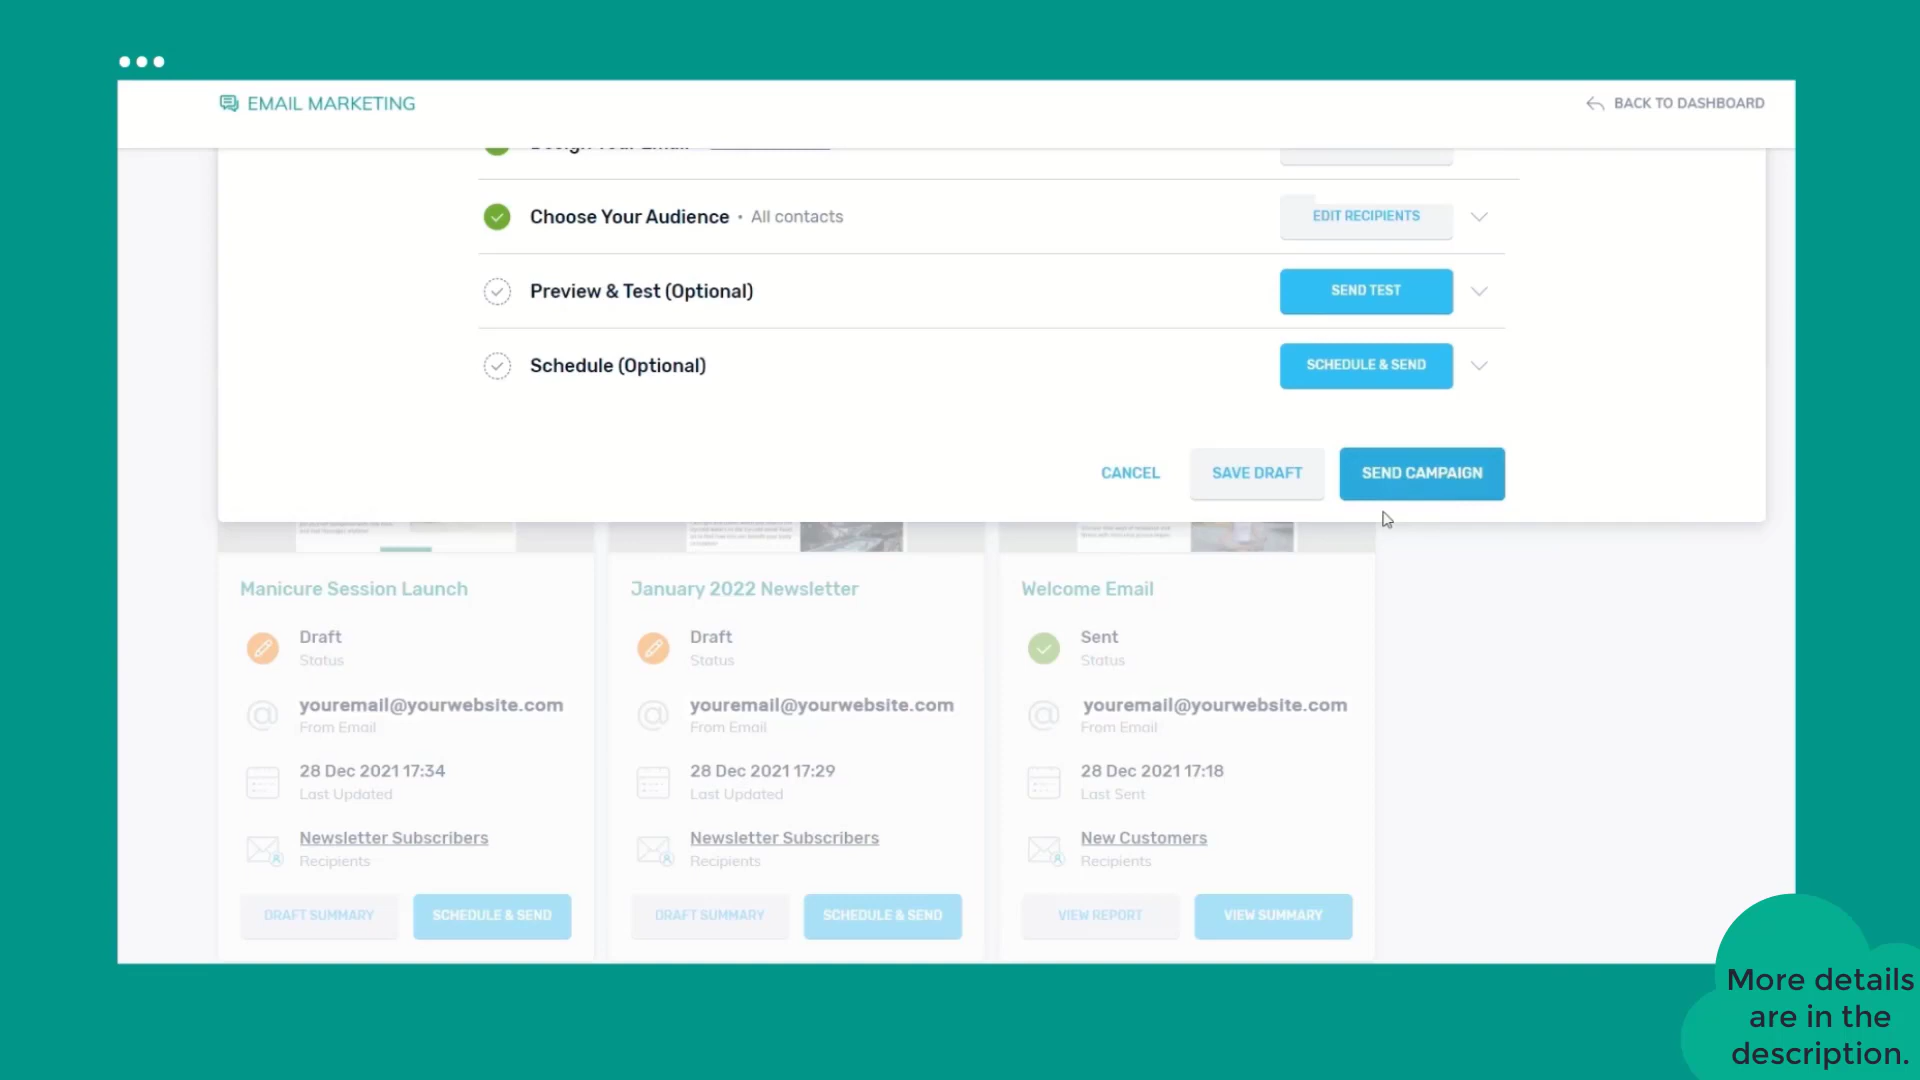 EMAIL MARKETING
BACK TO DASHBOARD
Design Your Email
Choose Your Audience • All contacts
EDIT RECIPIENTS
Preview & Test (Optional)
SEND TEST
Schedule (Optional)
SCHEDULE & SEND
CANCEL
SAVE DRAFT
SEND CAMPAIGN
Manicure Session Launch
Draft
Status
youremail@yourwebsite.com
From Email
28 Dec 2021 17:34
Last Updated
Newsletter Subscribers
Recipients
DRAFT SUMMARY
SCHEDULE & SEND
January 2022 Newsletter
Draft
Status
youremail@yourwebsite.com
From Email
28 Dec 2021 17:29
Last Updated
Newsletter Subscribers
Recipients
DRAFT SUMMARY
SCHEDULE & SEND
Welcome Email
Sent
Status
youremail@yourwebsite.com
From Email
28 Dec 2021 17:18
Last Sent
New Customers
Recipients
VIEW REPORT
VIEW SUMMARY
More details
are in the
description.